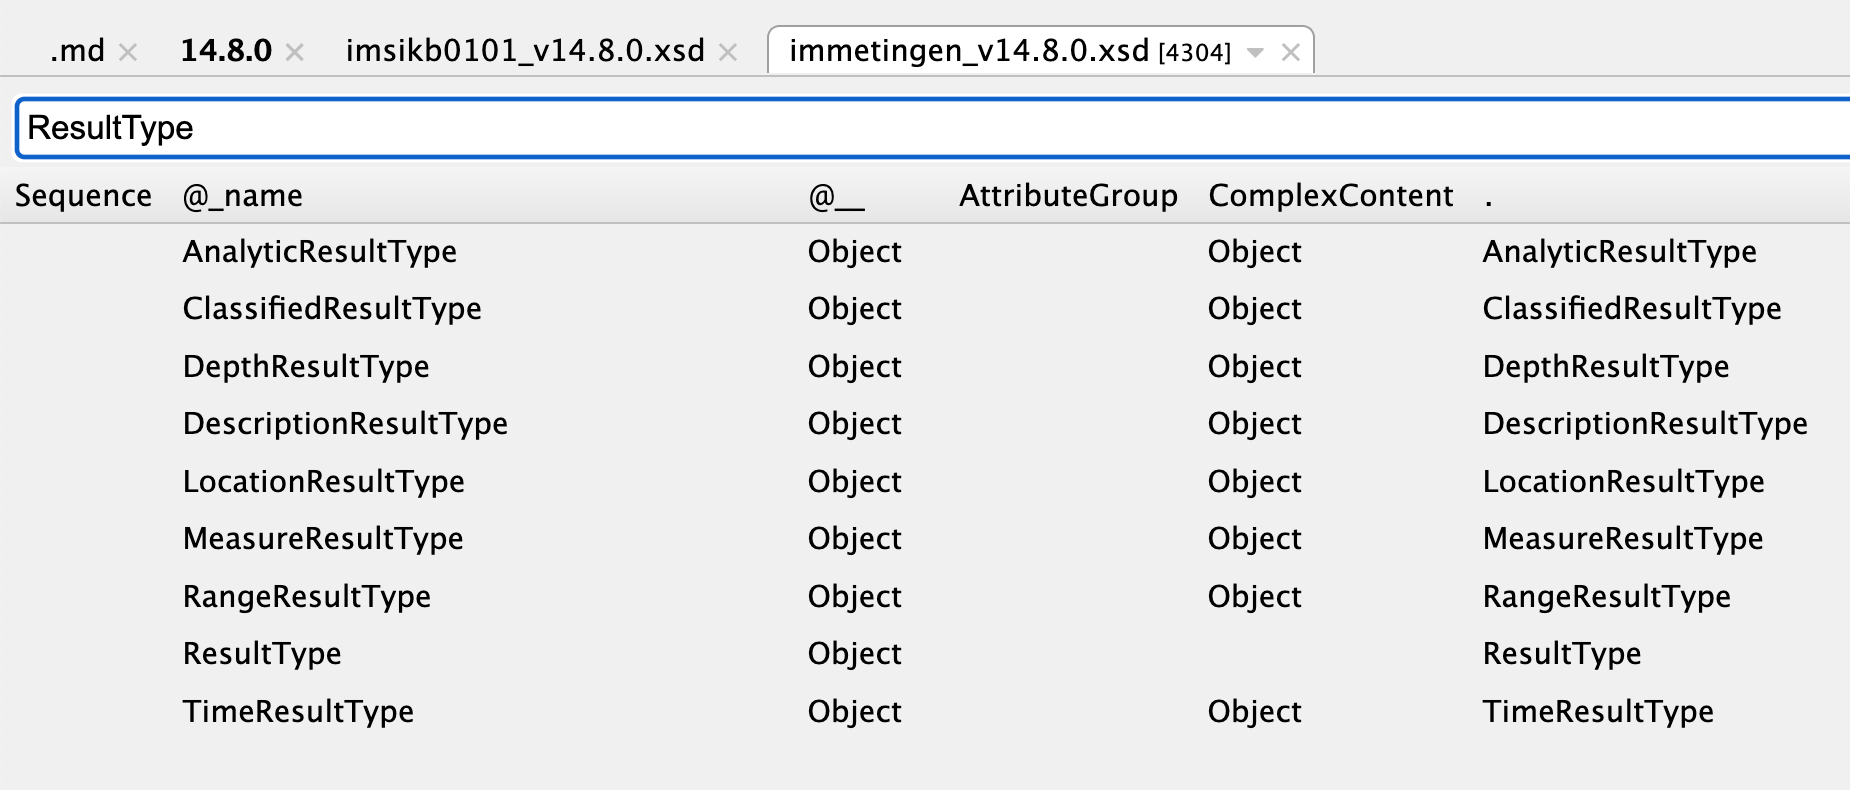 .md × 14.8.0 × imsikb0101_v14.8.0.xsd × immetingen_v14.8.0.xsd [4304] ×
ResultType
Sequence @_name @__ AttributeGroup ComplexContent .
AnalyticResultType Object Object AnalyticResultType
ClassifiedResultType Object Object ClassifiedResultType
DepthResultType Object Object DepthResultType
DescriptionResultType Object Object DescriptionResultType
LocationResultType Object Object LocationResultType
MeasureResultType Object Object MeasureResultType
RangeResultType Object Object RangeResultType
ResultType Object ResultType
TimeResultType Object Object TimeResultType